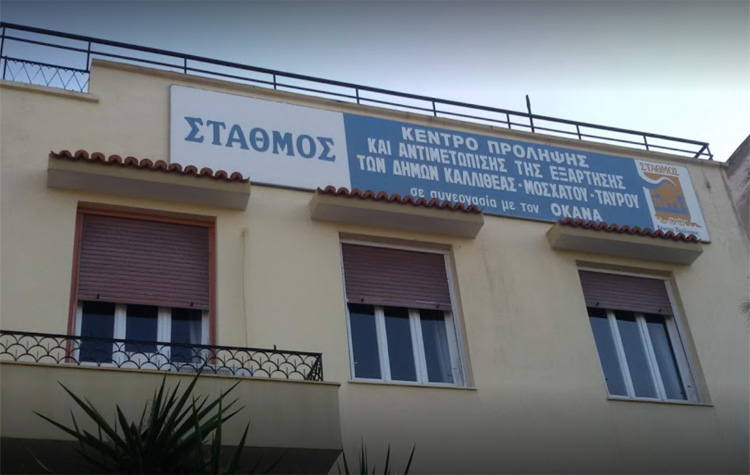 ΣΤΑΘΜΟΣ
ΚΕΝΤΡΟ ΠΡΟΛΗΨΗΣ
ΚΑΙ ΑΝΤΙΜΕΤΩΠΙΣΗΣ ΤΗΣ ΕΞΑΡΤΗΣΗΣ
ΤΩΝ ΔΗΜΩΝ ΚΑΛΛΙΘΕΑΣ-ΜΟΣΧΑΤΟΥ-ΤΑΥΡΟΥ
σε συνεργασία με τον ΟΚΑΝΑ
ΣΤΑΘΜΟΣ